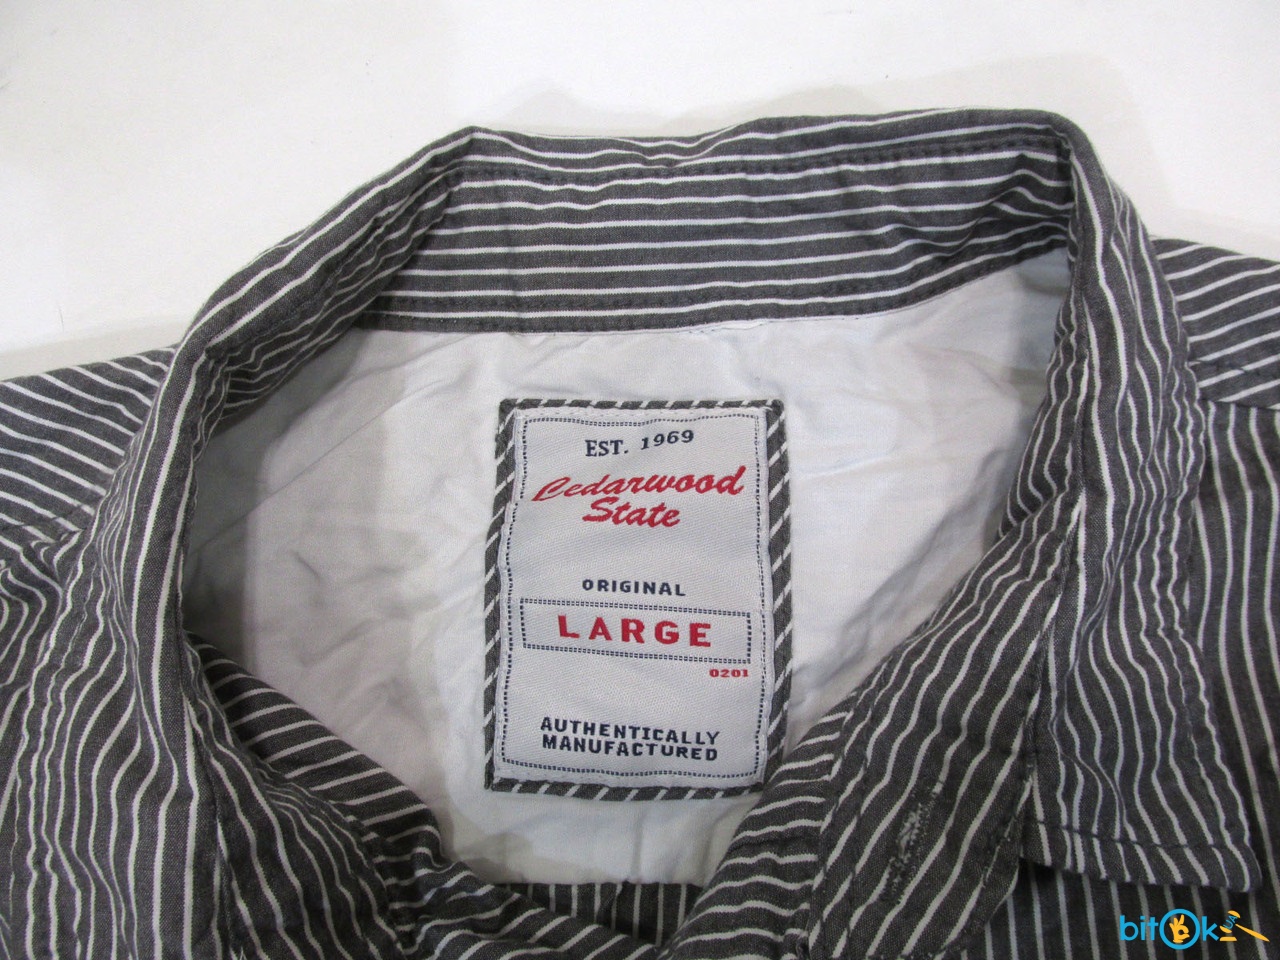 EST. 1969
Cedarwood
State
ORIGINAL
LARGE
0201
AUTHENTICALLY
MANUFACTURED
bitOk